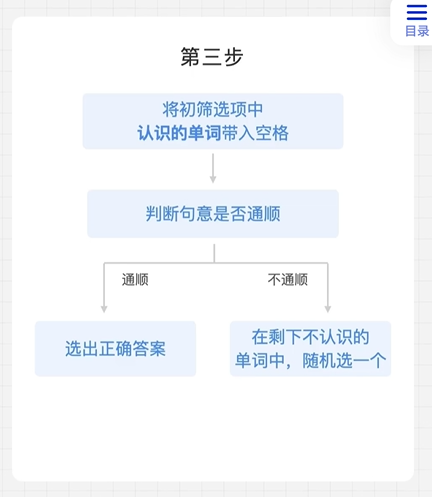 目录
第三步
将初筛选项中
认识的单词带入空格
判断句意是否通顺
通顺
不通顺
选出正确答案
在剩下不认识的
单词中，随机选一个